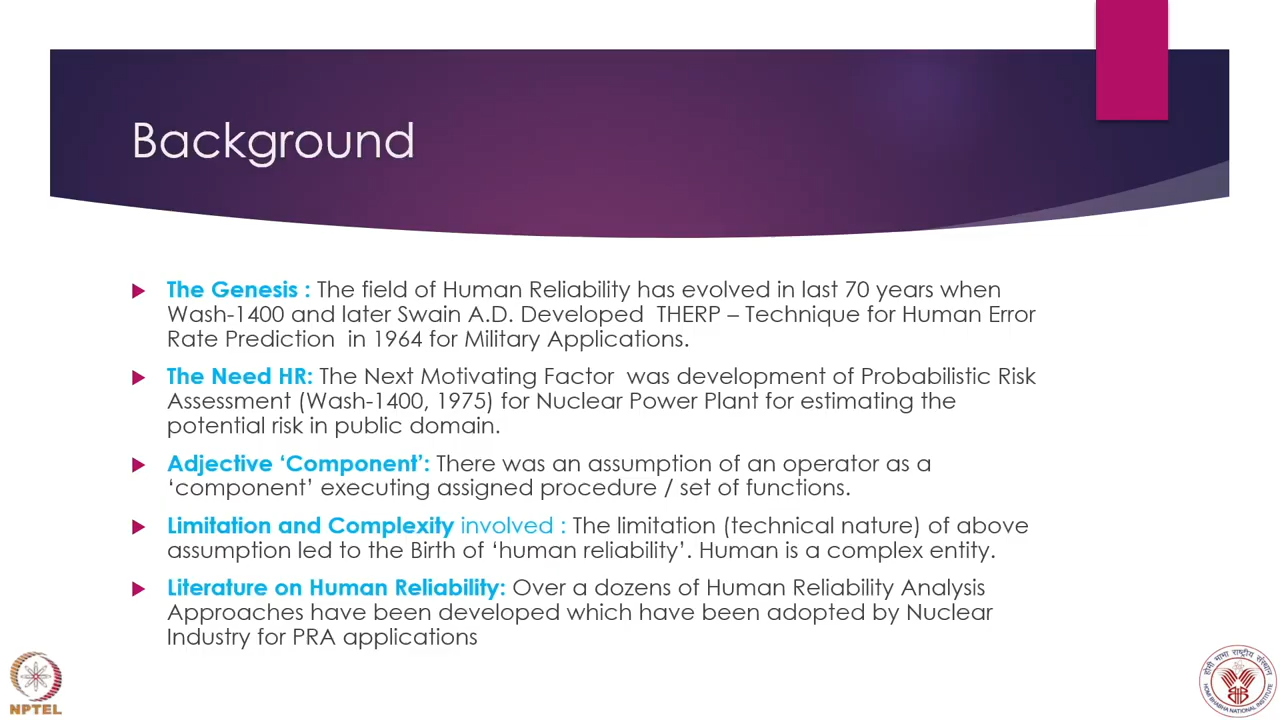 Background
The Genesis : The field of Human Reliability has evolved in last 70 years when
Wash-1400 and later Swain A.D. Developed THERP – Technique for Human Error
Rate Prediction in 1964 for Military Applications.
The Need HR: The Next Motivating Factor was development of Probabilistic Risk
Assessment (Wash-1400, 1975) for Nuclear Power Plant for estimating the
potential risk in public domain.
Adjective ‘Component’: There was an assumption of an operator as a
‘component’ executing assigned procedure / set of functions.
Limitation and Complexity involved : The limitation (technical nature) of above
assumption led to the Birth of ‘human reliability’. Human is a complex entity.
Literature on Human Reliability: Over a dozens of Human Reliability Analysis
Approaches have been developed which have been adopted by Nuclear
Industry for PRA applications
NPTEL
होमी भाभा राष्ट्रीय संस्थान
HOMI BHABHA NATIONAL INSTITUTE